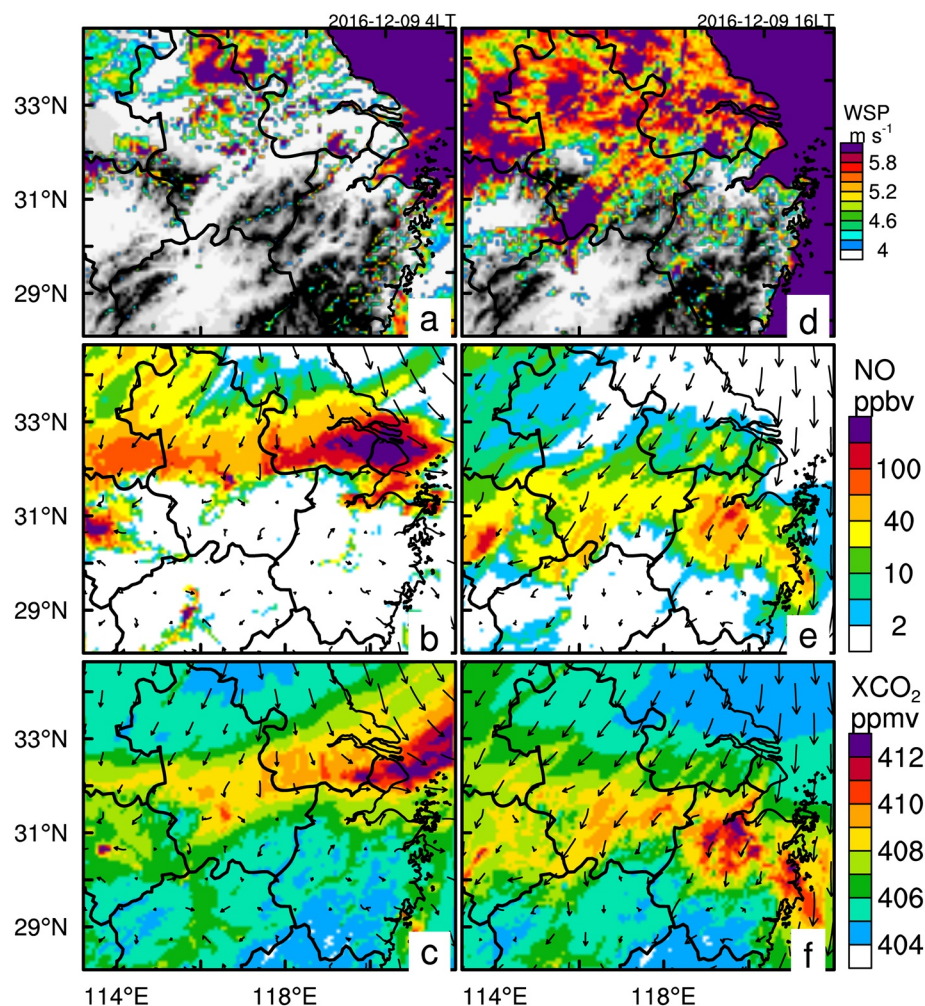 2016-12-09 4LT
2016-12-09 16LT
33°N
31°N
29°N
a
d
WSP
m s⁻¹
5.8
5.2
4.6
4
33°N
31°N
29°N
b
e
NO
ppbv
100
40
10
2
33°N
31°N
29°N
c
f
XCO₂
ppmv
412
410
408
406
404
114°E
118°E
114°E
118°E